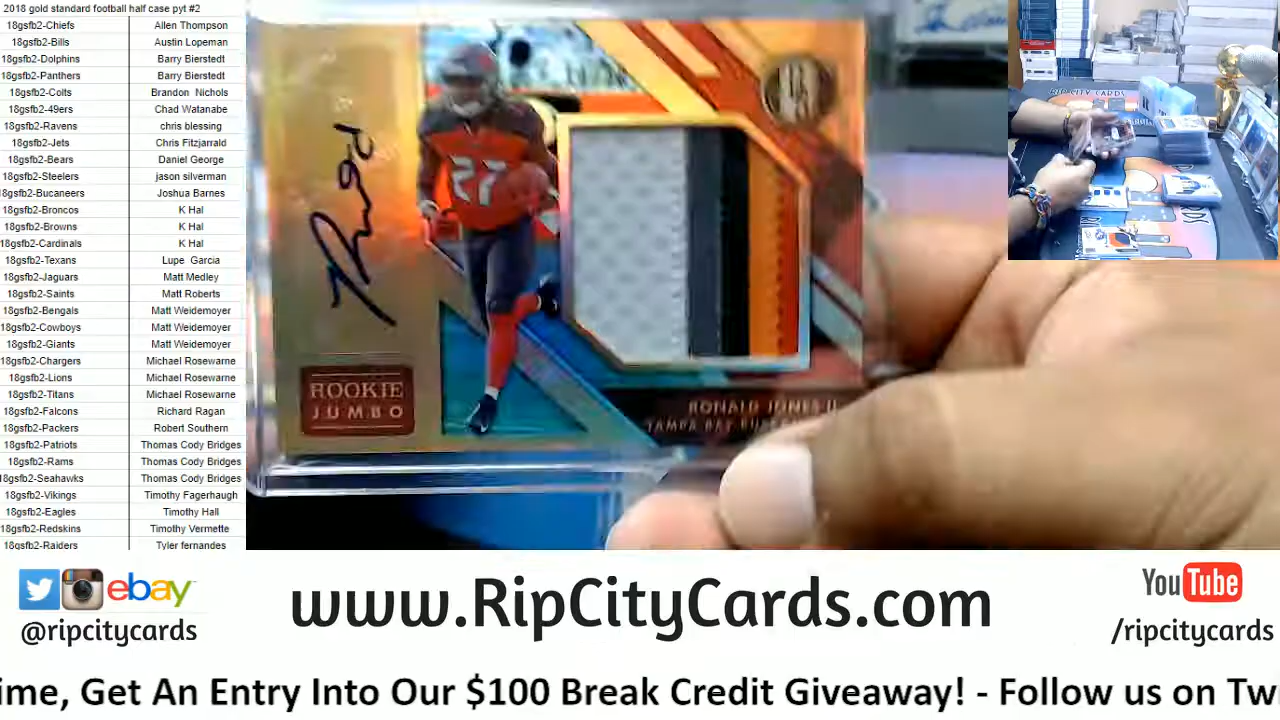 2018 gold standard football half case pyt #2
18gsfb2-Chiefs Allen Thompson
18gsfb2-Bills Austin Lopeman
18gsfb2-Dolphins Barry Bierstedt
18gsfb2-Panthers Barry Bierstedt
18gsfb2-Colts Brandon Nichols
18gsfb2-49ers Chad Watanabe
18gsfb2-Ravens chris blessing
18gsfb2-Jets Chris Fitzjarrald
18gsfb2-Bears Daniel George
18gsfb2-Steelers jason silverman
18gsfb2-Bucaneers Joshua Barnes
18gsfb2-Broncos K Hal
18gsfb2-Browns K Hal
18gsfb2-Cardinals K Hal
18gsfb2-Texans Lupe Garcia
18gsfb2-Jaguars Matt Medley
18gsfb2-Saints Matt Roberts
18gsfb2-Bengals Matt Weidemoyer
18gsfb2-Cowboys Matt Weidemoyer
18gsfb2-Giants Matt Weidemoyer
18gsfb2-Chargers Michael Rosewarne
18gsfb2-Lions Michael Rosewarne
18gsfb2-Titans Michael Rosewarne
18gsfb2-Falcons Richard Ragan
18gsfb2-Packers Robert Southern
18gsfb2-Patriots Thomas Cody Bridges
18gsfb2-Rams Thomas Cody Bridges
18gsfb2-Seahawks Thomas Cody Bridges
18gsfb2-Vikings Timothy Fagerhaugh
18gsfb2-Eagles Timothy Hall
18gsfb2-Redskins Timothy Vermette
18gsfb2-Raiders Tyler fernandes
27
ROOKIE
JUMBO
RONALD JONES II
TAMPA BAY
RIP CITY CARDS
ebay
@ripcitycards
www.RipCityCards.com
YouTube
/ripcitycards
ime, Get An Entry Into Our $100 Break Credit Giveaway! - Follow us on Tw